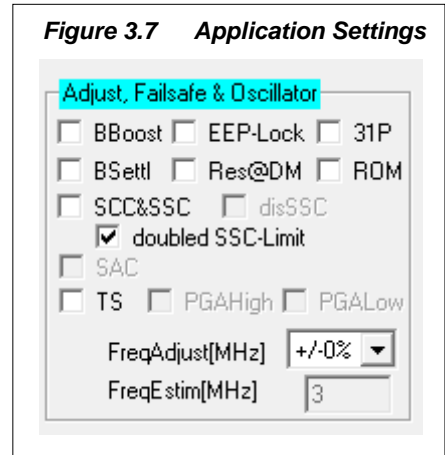 Figure 3.7 Application Settings
Adjust, Failsafe & Oscillator
BBoost EEP-Lock 31P
BSettl Res@DM ROM
SCC&SSC disSSC
doubled SSC-Limit
SAC
TS PGAHigh PGALow
FreqAdjust[MHz] +/-0%
FreqEstim[MHz] 3